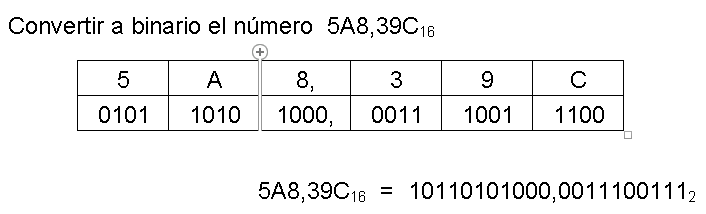 Convertir a binario el número 5A8,39C₁₆
5 A 8, 3 9 C
0101 1010 1000, 0011 1001 1100
5A8,39C₁₆ = 10110101000,0011100111₂